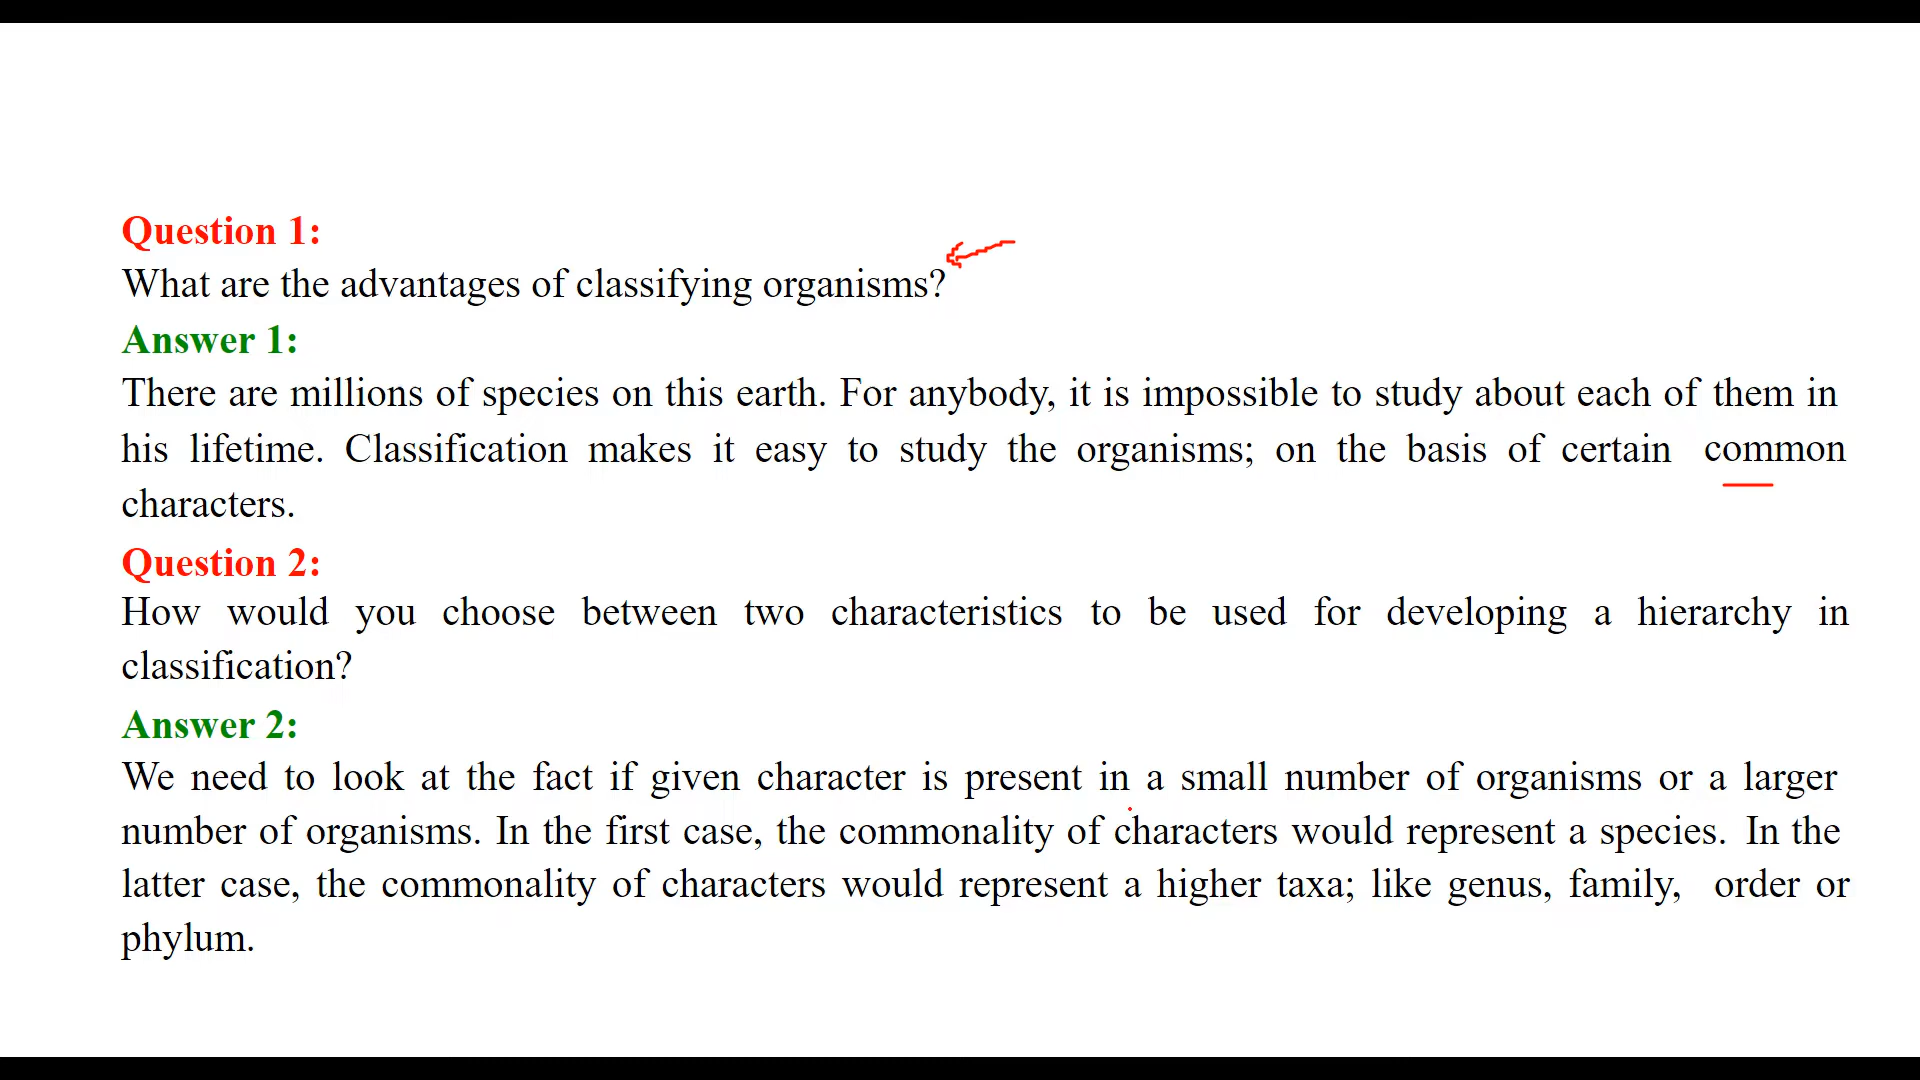 Question 1:
What are the advantages of classifying organisms?
Answer 1:
There are millions of species on this earth. For anybody, it is impossible to study about each of them in
his lifetime. Classification makes it easy to study the organisms; on the basis of certain common
characters.
Question 2:
How would you choose between two characteristics to be used for developing a hierarchy in
classification?
Answer 2:
We need to look at the fact if given character is present in a small number of organisms or a larger
number of organisms. In the first case, the commonality of characters would represent a species. In the
latter case, the commonality of characters would represent a higher taxa; like genus, family, order or
phylum.